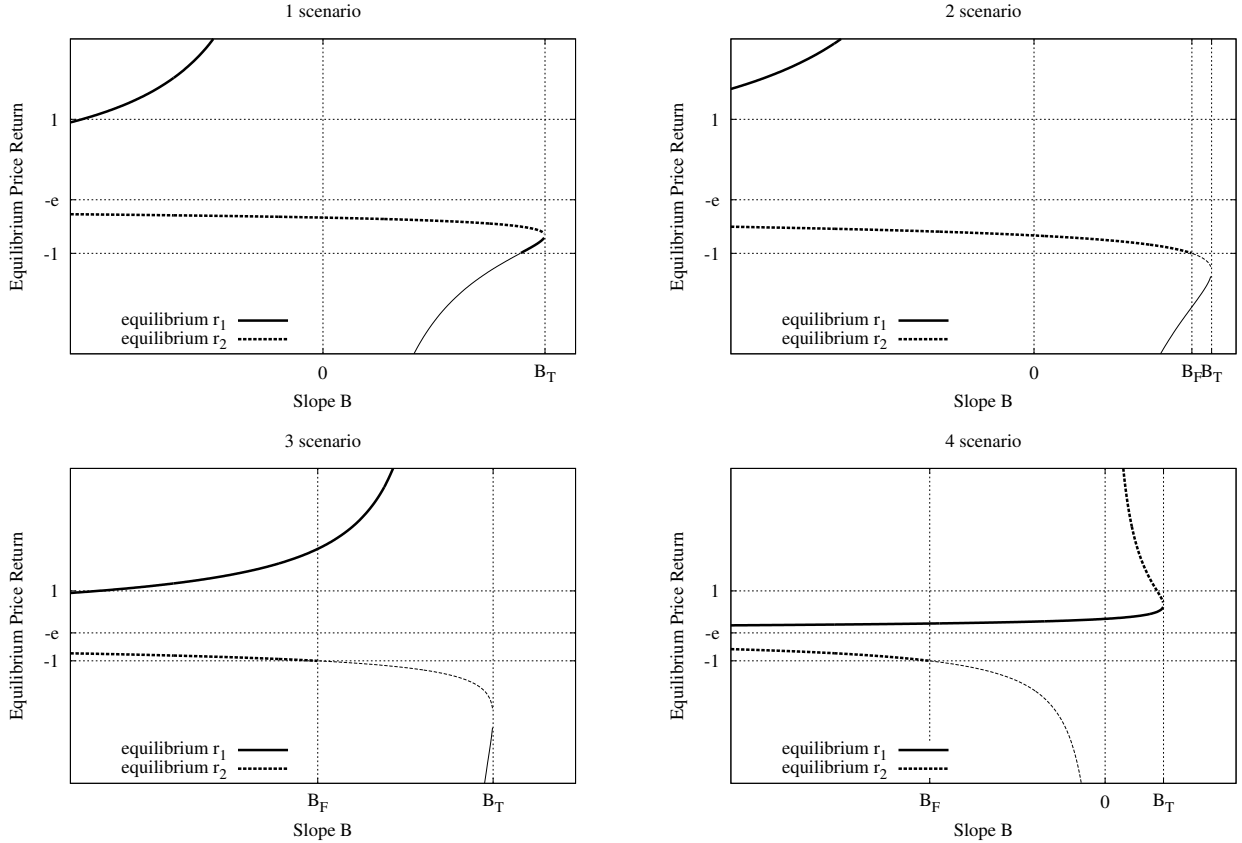 1 scenario
Equilibrium Price Return
1
-e
-1
equilibrium r1
equilibrium r2
0
BT
Slope B
2 scenario
Equilibrium Price Return
1
-e
-1
equilibrium r1
equilibrium r2
0
BF
BT
Slope B
3 scenario
Equilibrium Price Return
1
-e
-1
equilibrium r1
equilibrium r2
BF
BT
Slope B
4 scenario
Equilibrium Price Return
1
-e
-1
equilibrium r1
equilibrium r2
BF
0
BT
Slope B